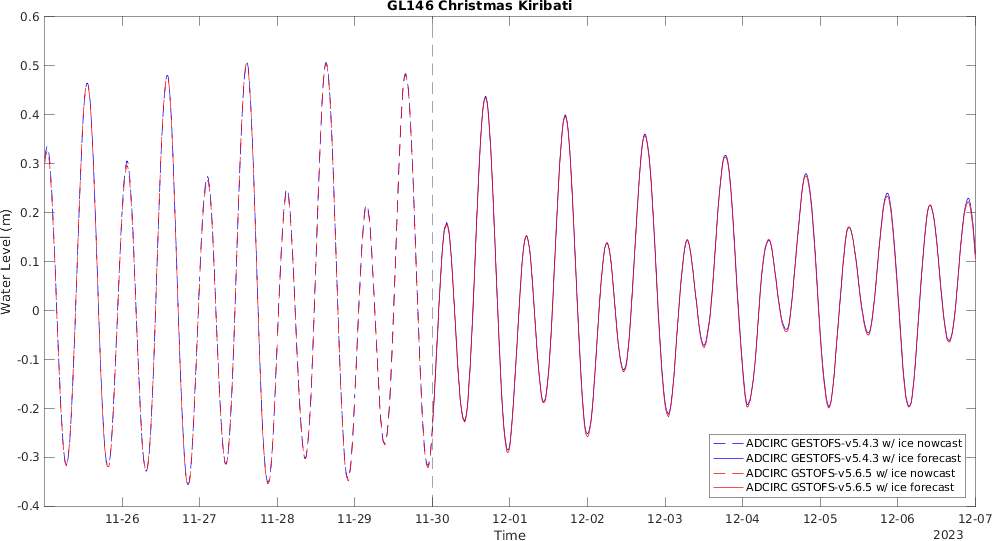 GL146 Christmas Kiribati
0.6
0.5
0.4
0.3
0.2
0.1
0
-0.1
-0.2
-0.3
-0.4
Water Level (m)
ADCIRC GESTOFS-v5.4.3 w/ ice nowcast
ADCIRC GESTOFS-v5.4.3 w/ ice forecast
ADCIRC GSTOFS-v5.6.5 w/ ice nowcast
ADCIRC GSTOFS-v5.6.5 w/ ice forecast
11-26 11-27 11-28 11-29 11-30 12-01 12-02 12-03 12-04 12-05 12-06 12-07
Time 2023